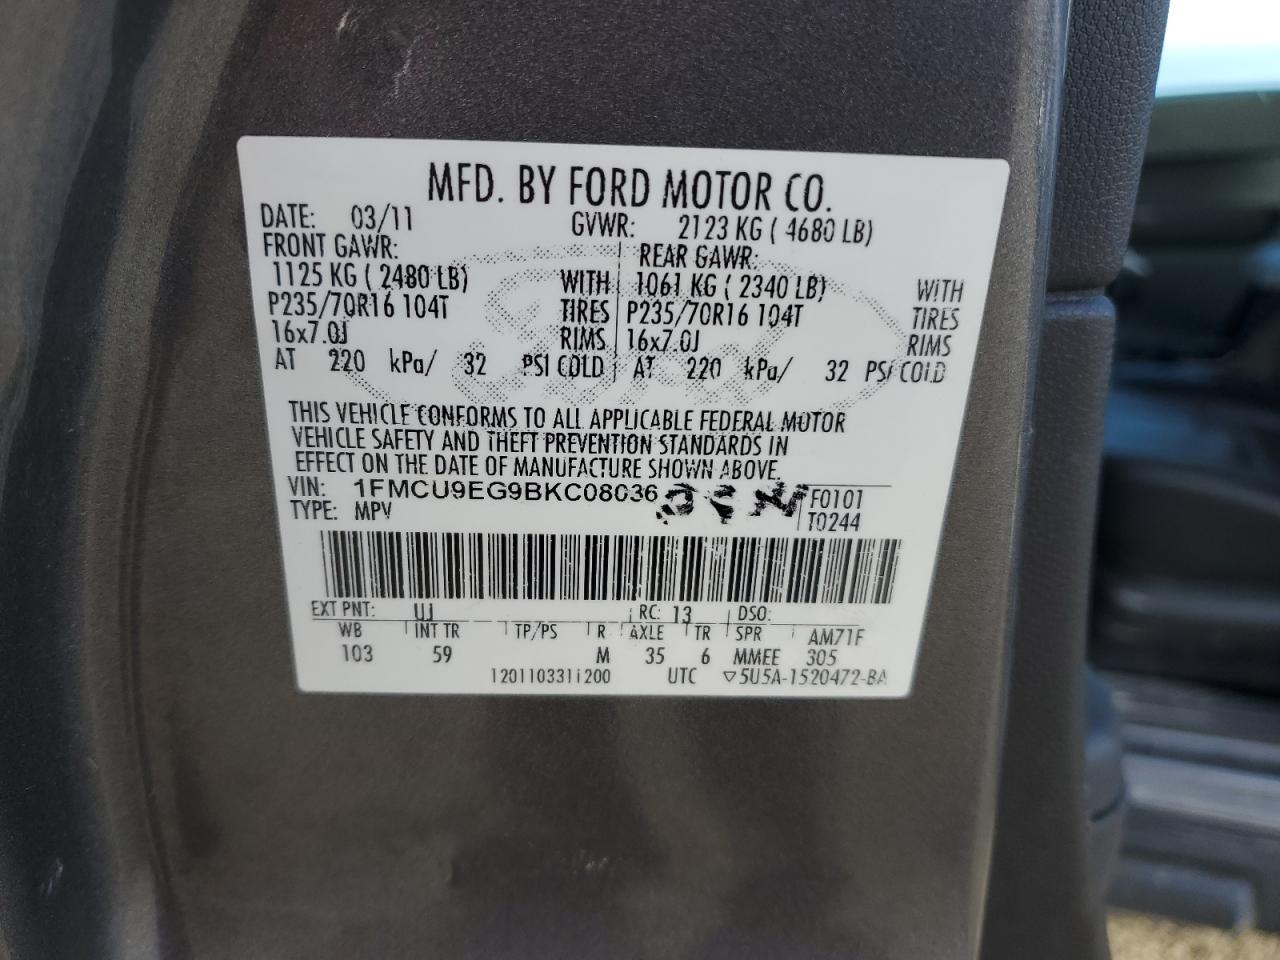 MFD. BY FORD MOTOR CO.
DATE: 03/11 GVWR: 2123 KG ( 4680 LB)
FRONT GAWR: REAR GAWR:
1125 KG ( 2480 LB) WITH 1061 KG ( 2340 LB) WITH
P235/70R16 104T TIRES P235/70R16 104T TIRES
16x7.0J RIMS 16x7.0J RIMS
AT 220 kPa/ 32 PSI COLD AT 220 kPa/ 32 PSI COLD
THIS VEHICLE CONFORMS TO ALL APPLICABLE FEDERAL MOTOR
VEHICLE SAFETY AND THEFT PREVENTION STANDARDS IN
EFFECT ON THE DATE OF MANUFACTURE SHOWN ABOVE.
VIN: 1FMCU9EG9BKC08036 F0101
TYPE: MPV T0244
EXT PNT: UJ RC: 13 DSO:
WB INT TR TP/PS R AXLE TR SPR AM71F
103 59 M 35 6 MMEE 305
120110331i200 UTC ▽5U5A-1520472-BA